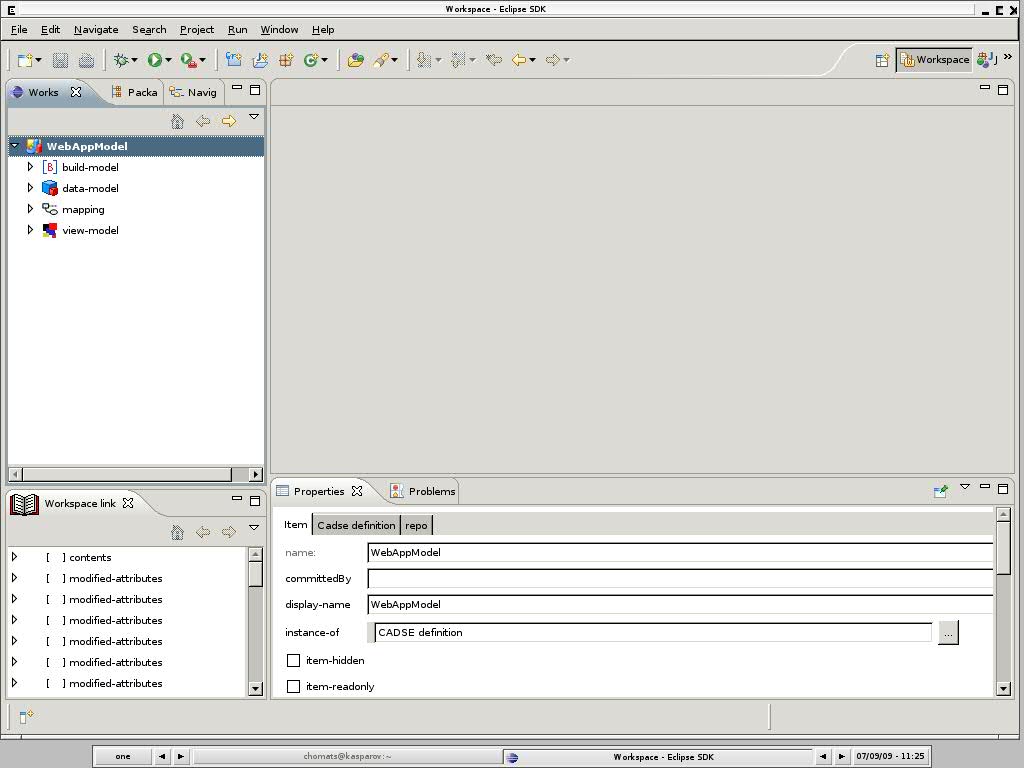 Workspace - Eclipse SDK
File Edit Navigate Search Project Run Window Help
Workspace J »
Works Packa Navig
WebAppModel
[B] build-model
data-model
mapping
view-model
Workspace link
[ ] contents
[ ] modified-attributes
[ ] modified-attributes
[ ] modified-attributes
[ ] modified-attributes
[ ] modified-attributes
[ ] modified-attributes
Properties Problems
Item Cadse definition repo
name: WebAppModel
committedBy
display-name WebAppModel
instance-of CADSE definition ...
item-hidden
item-readonly
one chomats@kasparov:~ Workspace - Eclipse SDK 07/09/09 - 11:25